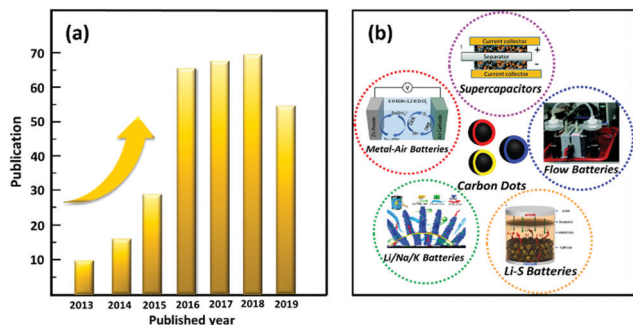 (a)
Publication
70
60
50
40
30
20
10
2013
2014
2015
2016
2017
2018
2019
Published year
(b)
Current collector
Separator
+
-
Current collector
Supercapacitors
V
Metal-Air Batteries
Carbon Dots
Flow Batteries
Li/Na/K Batteries
Li-S Batteries